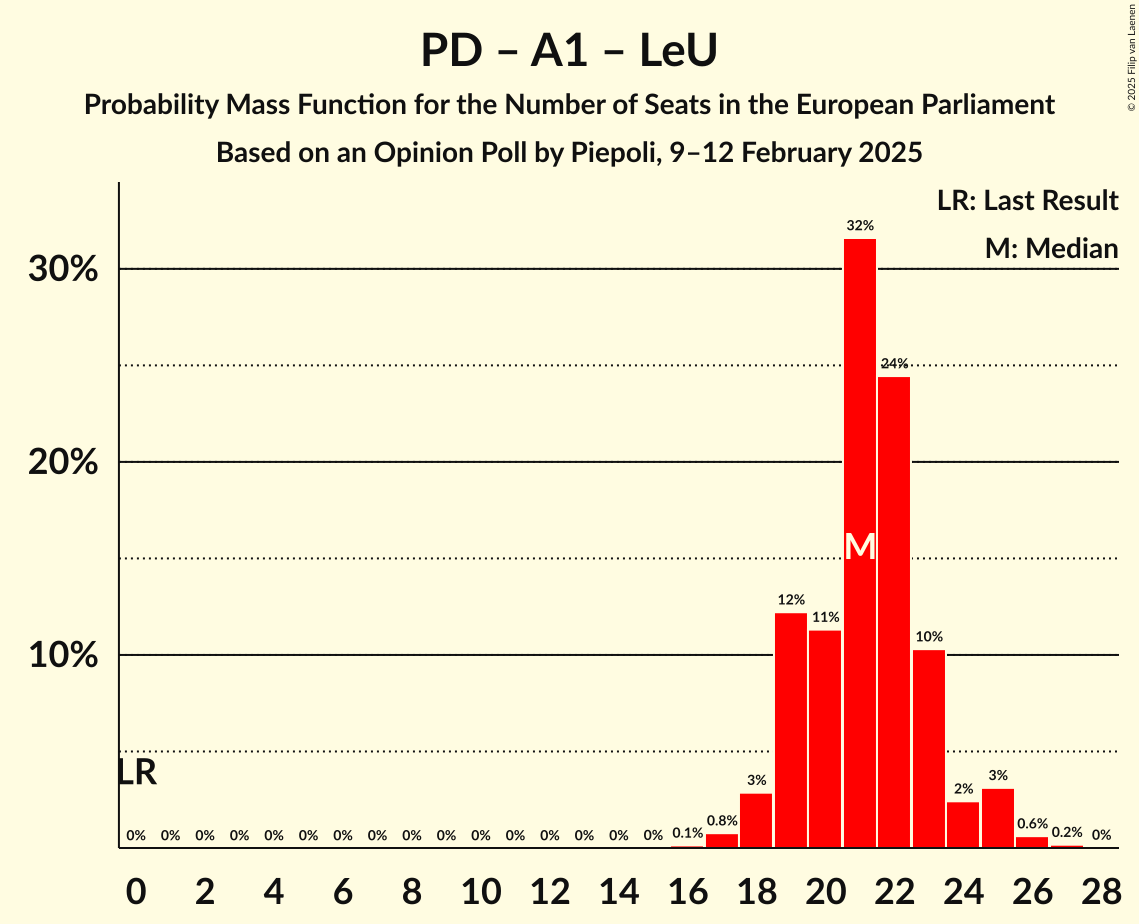 PD – A1 – LeU
Probability Mass Function for the Number of Seats in the European Parliament
Based on an Opinion Poll by Piepoli, 9–12 February 2025
© 2025 Filip van Laenen
LR: Last Result
M: Median
30%
20%
10%
32%
24%
12%
11%
10%
3%
2%
3%
0.8%
0.1%
0.6%
0.2%
0%
M
LR
0% 0% 0% 0% 0% 0% 0% 0% 0% 0% 0% 0% 0% 0% 0% 0%
0 2 4 6 8 10 12 14 16 18 20 22 24 26 28